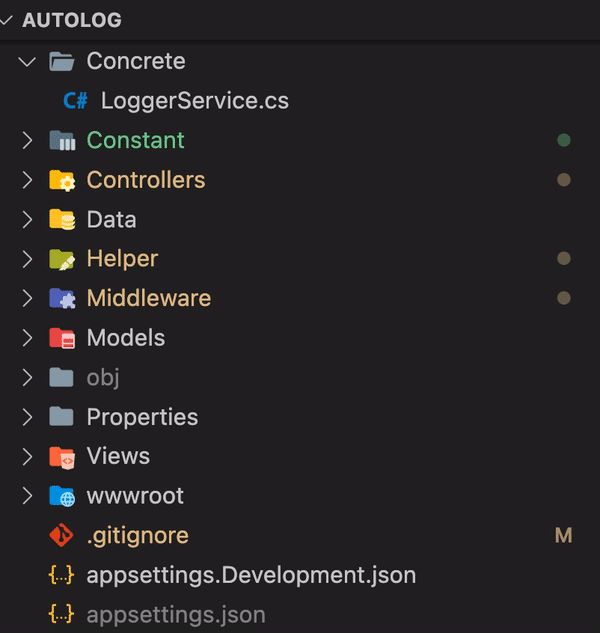 AUTOLOG
Concrete
C# LoggerService.cs
Constant
Controllers
Data
Helper
Middleware
Models
obj
Properties
Views
wwwroot
.gitignore M
{..} appsettings.Development.json
{..} appsettings.json